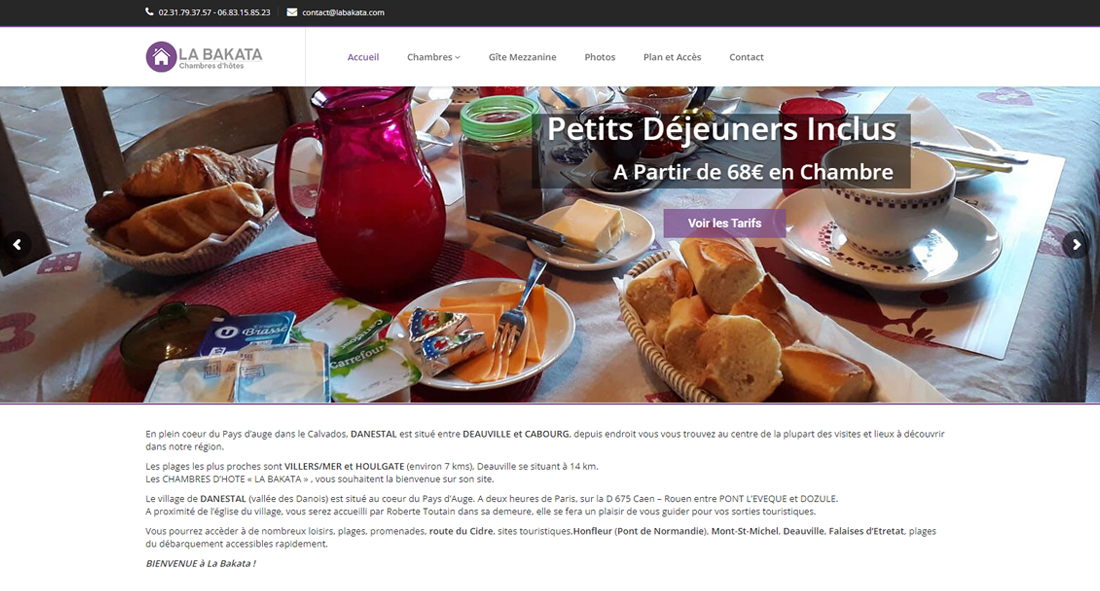 02.31.79.37.57 - 06.83.15.85.23 contact@labakata.com
LA BAKATA
Chambres d'hôtes
Accueil Chambres Gîte Mezzanine Photos Plan et Accès Contact
Petits Déjeuners Inclus
A Partir de 68€ en Chambre
Voir les Tarifs
U Brassé
Carrefour
En plein coeur du Pays d'auge dans le Calvados, DANESTAL est situé entre DEAUVILLE et CABOURG, depuis endroit vous vous trouvez au centre de la plupart des visites et lieux à découvrir
dans notre région.
Les plages les plus proches sont VILLERS/MER et HOULGATE (environ 7 kms), Deauville se situant à 14 km.
Les CHAMBRES D'HOTE « LA BAKATA » , vous souhaitent la bienvenue sur son site.
Le village de DANESTAL (vallée des Danois) est situé au coeur du Pays d'Auge. A deux heures de Paris, sur la D 675 Caen – Rouen entre PONT L'EVEQUE et DOZULE.
A proximité de l'église du village, vous serez accueilli par Roberte Toutain dans sa demeure, elle se fera un plaisir de vous guider pour vos sorties touristiques.
Vous pourrez accèder à de nombreux loisirs, plages, promenades, route du Cidre, sites touristiques,Honfleur (Pont de Normandie), Mont-St-Michel, Deauville, Falaises d'Etretat, plages
du débarquement accessibles rapidement.
BIENVENUE à La Bakata !